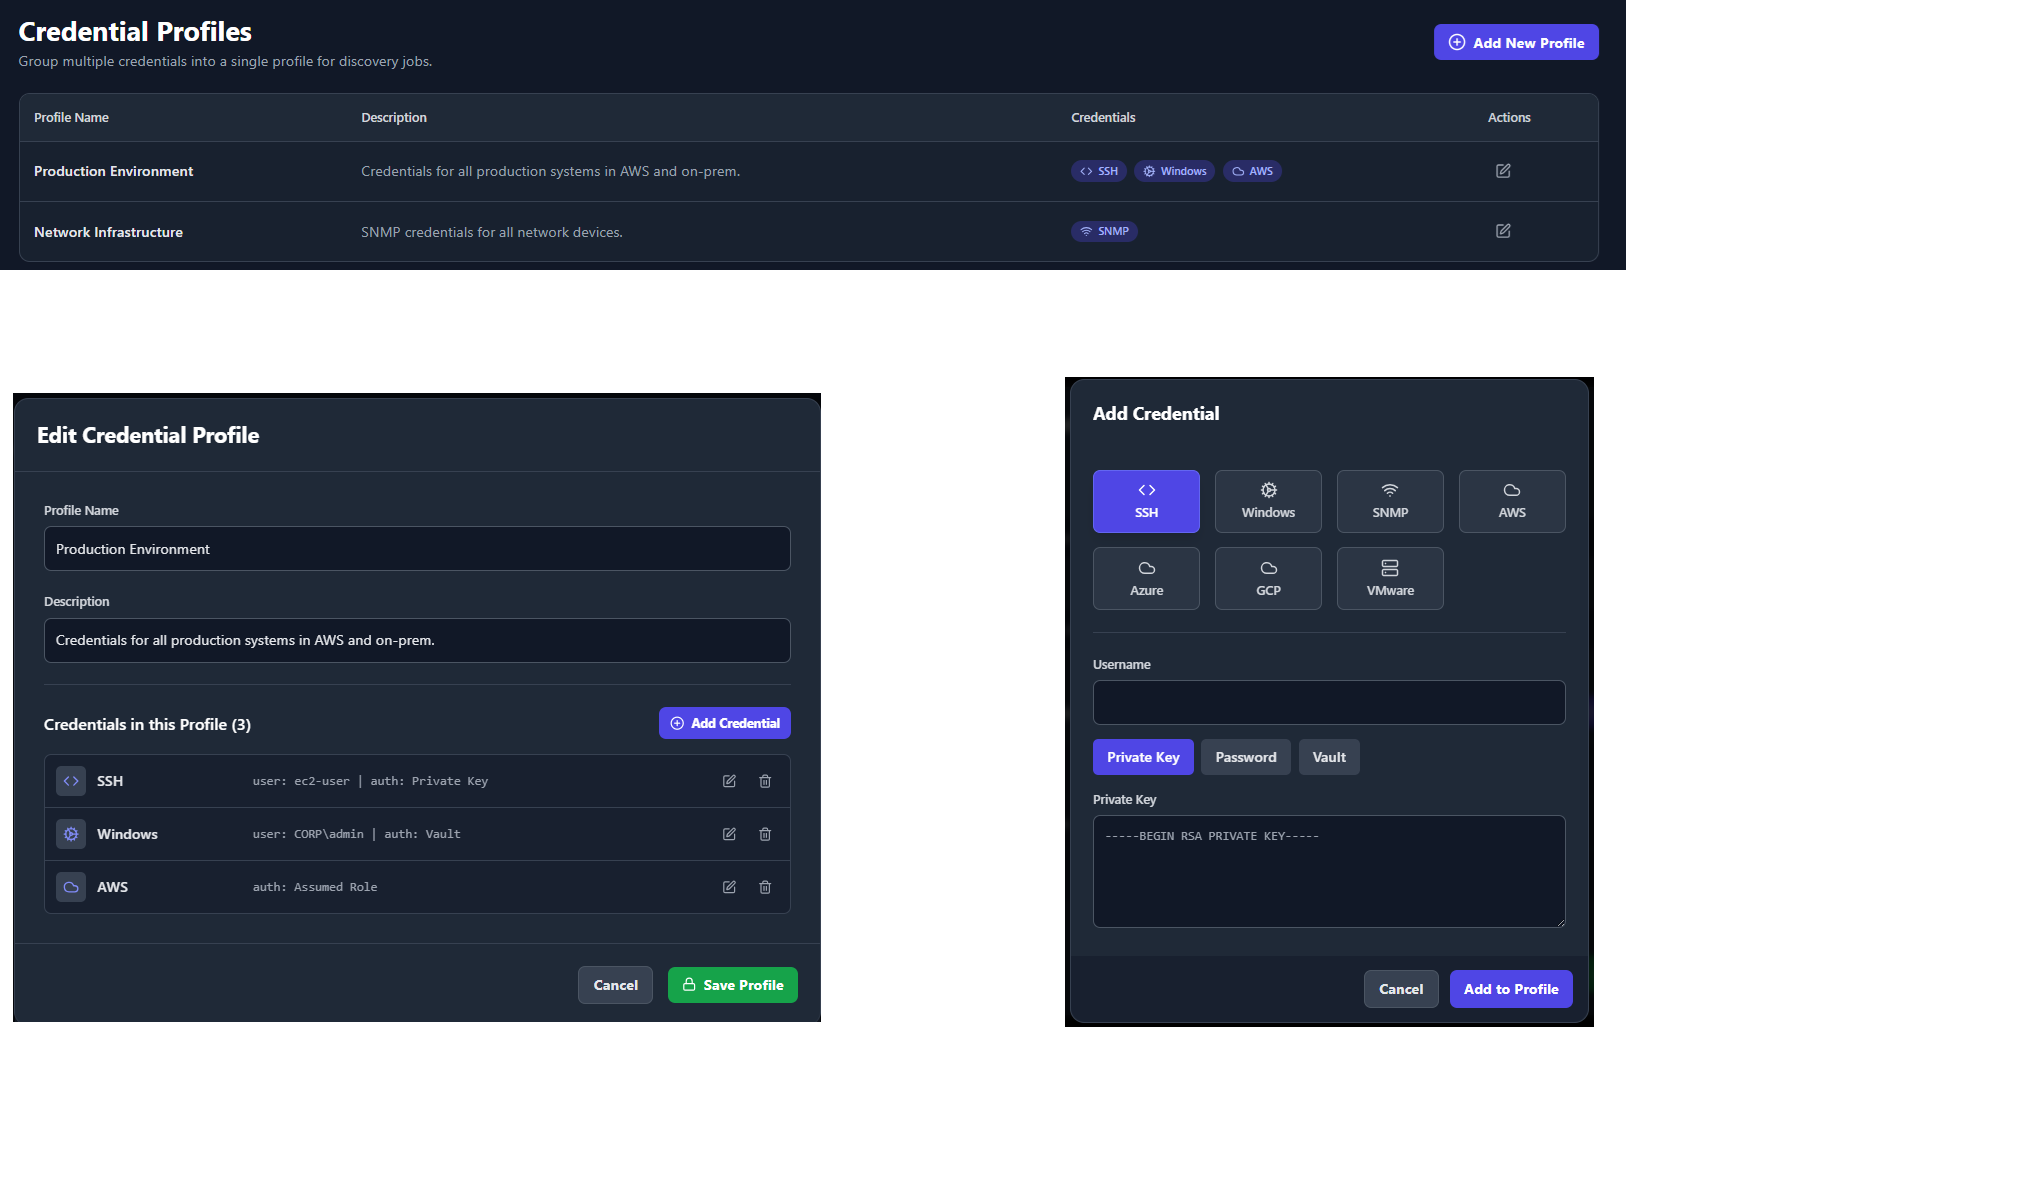 Credential Profiles
Group multiple credentials into a single profile for discovery jobs.
Add New Profile
Profile Name Description Credentials Actions
Production Environment Credentials for all production systems in AWS and on-prem. SSH Windows AWS
Network Infrastructure SNMP credentials for all network devices. SNMP
Edit Credential Profile
Profile Name
Production Environment
Description
Credentials for all production systems in AWS and on-prem.
Credentials in this Profile (3) Add Credential
SSH user: ec2-user | auth: Private Key
Windows user: CORP\admin | auth: Vault
AWS auth: Assumed Role
Cancel Save Profile
Add Credential
SSH Windows SNMP AWS
Azure GCP VMware
Username
Private Key Password Vault
Private Key
-----BEGIN RSA PRIVATE KEY-----
Cancel Add to Profile